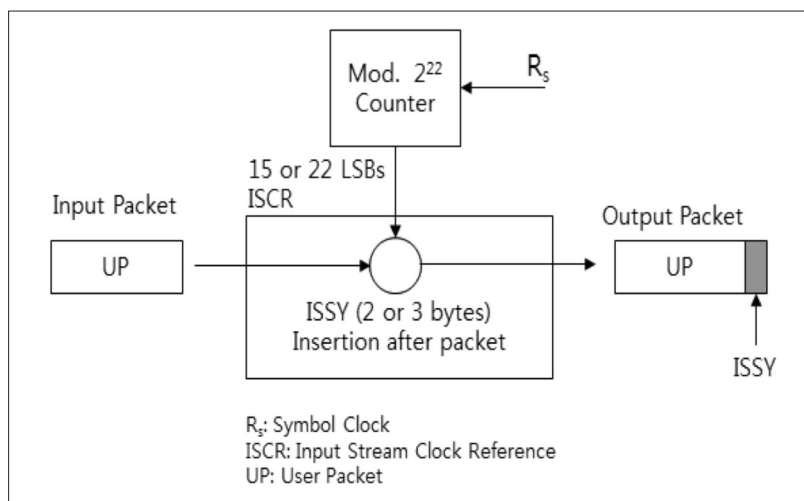 Mod. 2²²
Counter
Rₛ
15 or 22 LSBs
ISCR
Input Packet
Output Packet
UP
UP
ISSY (2 or 3 bytes)
Insertion after packet
ISSY
Rₛ: Symbol Clock
ISCR: Input Stream Clock Reference
UP: User Packet